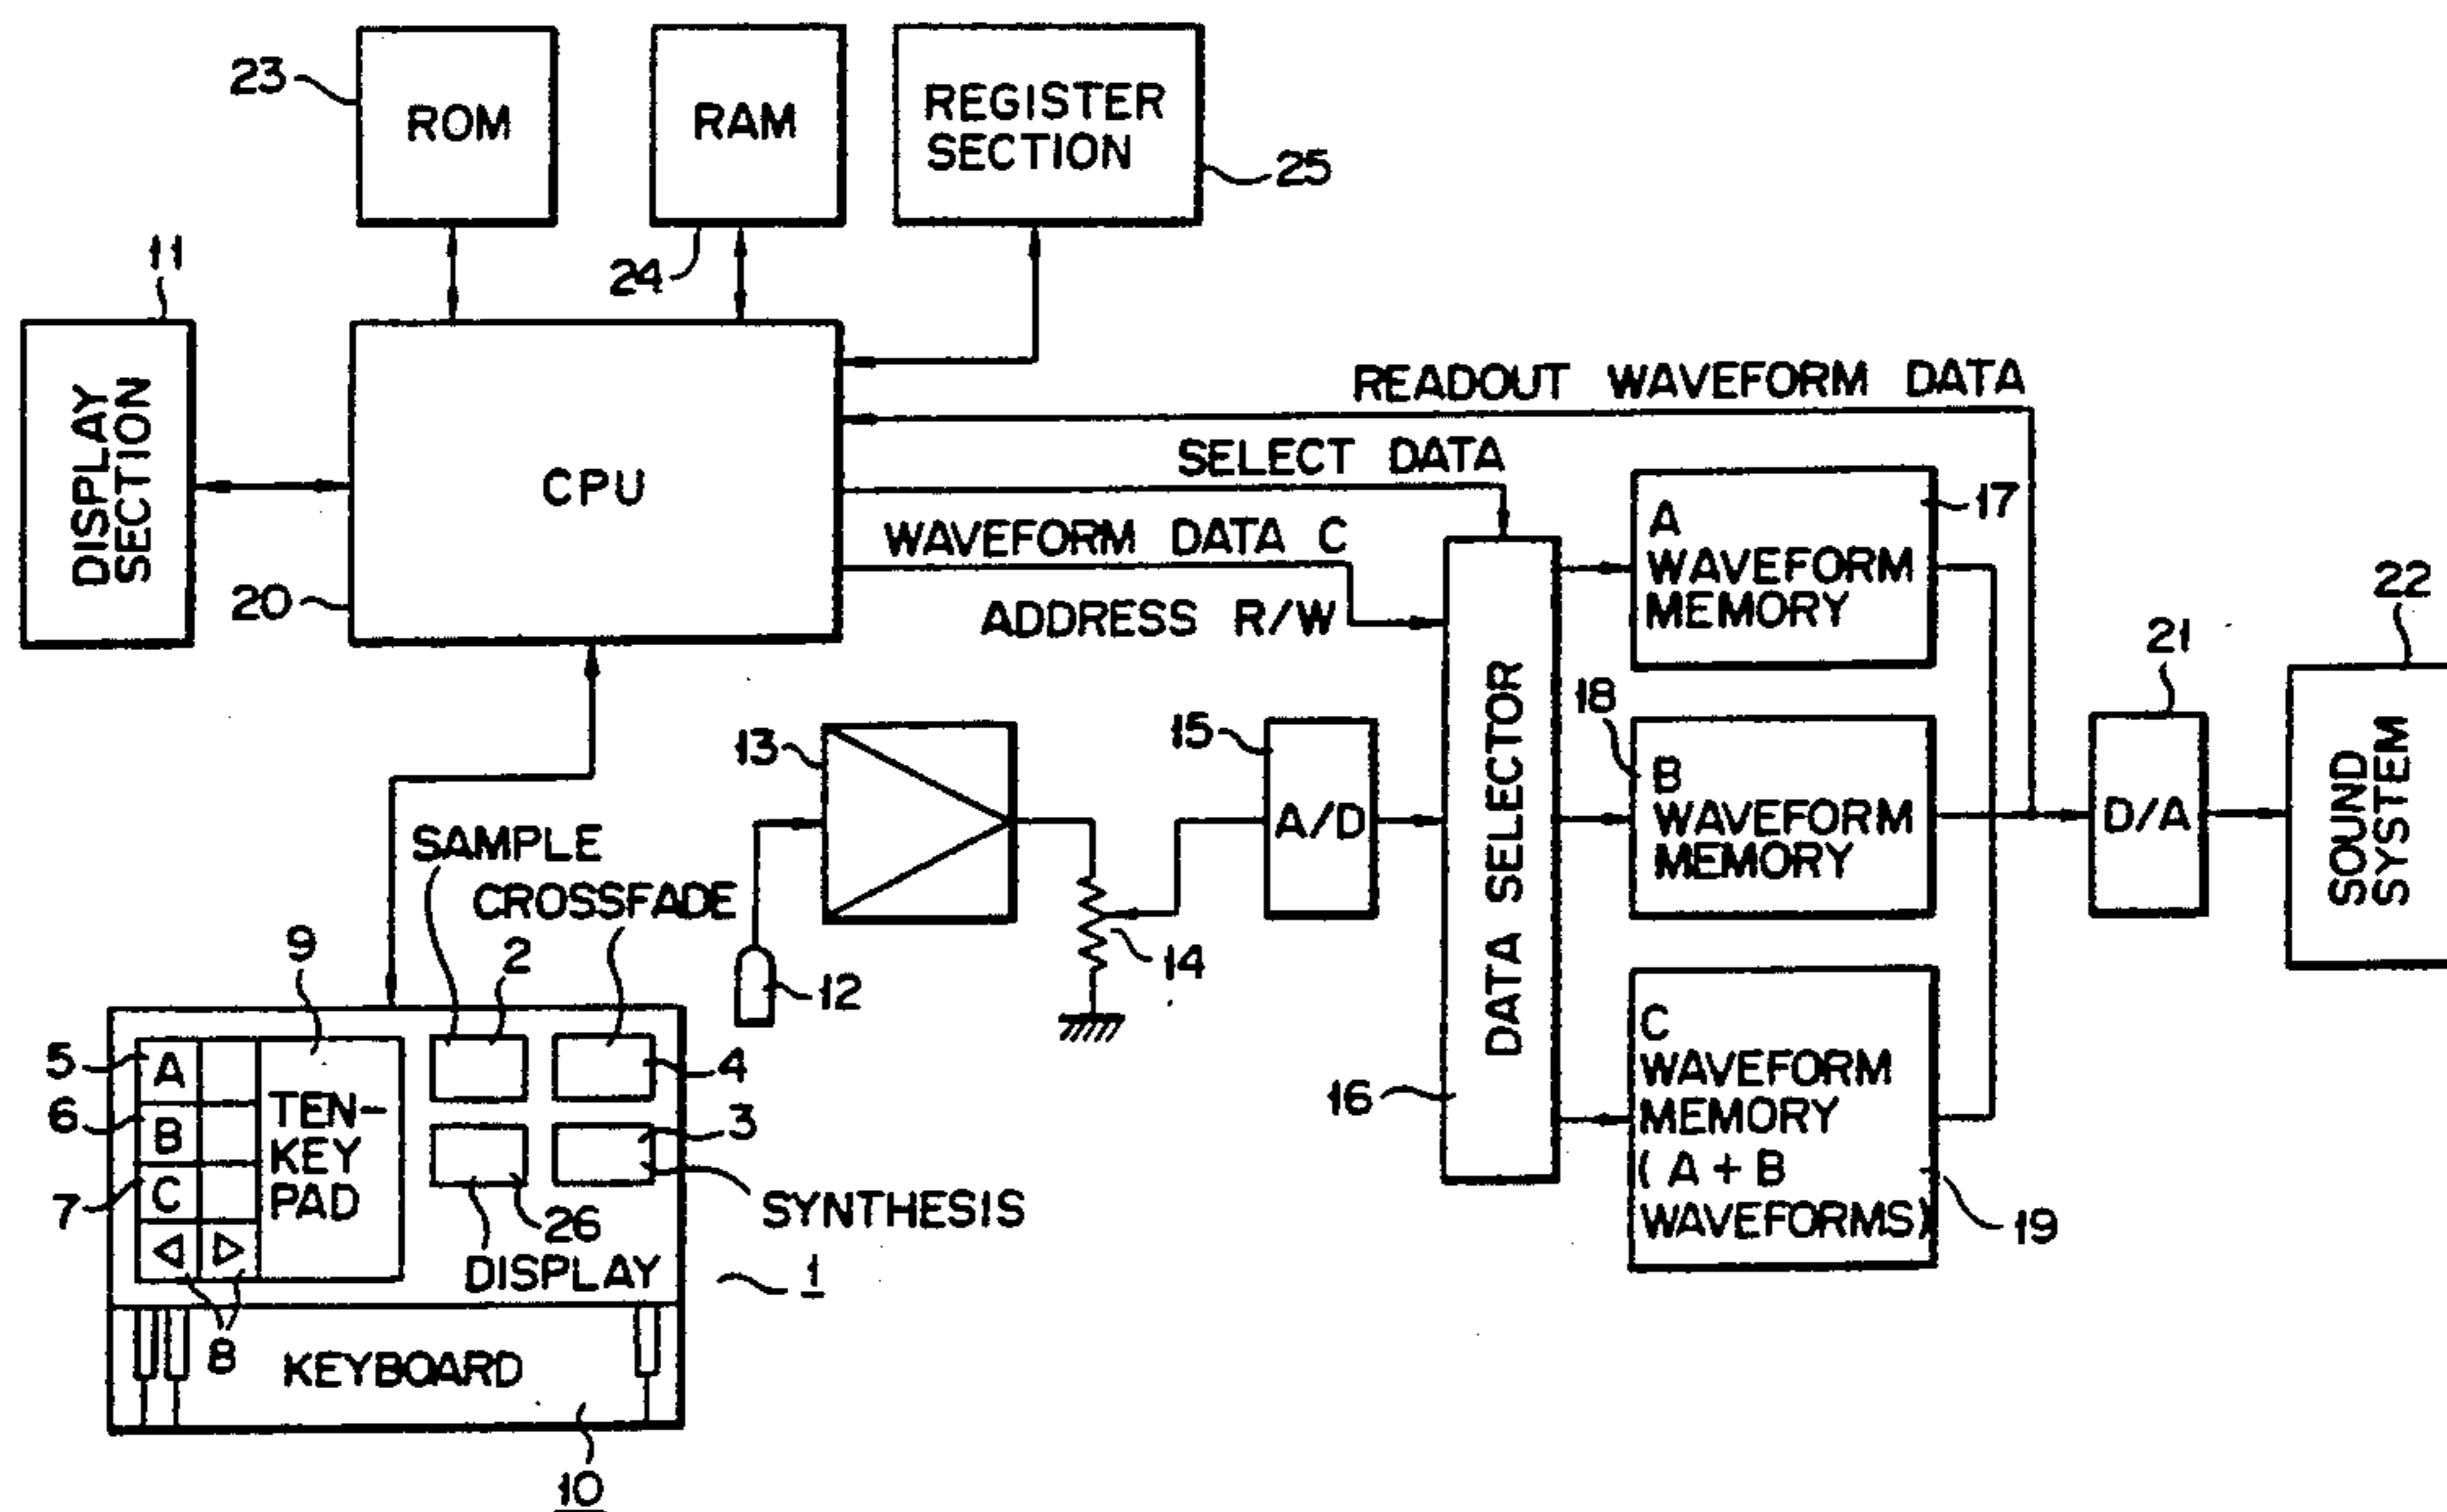 23
ROM
RAM
REGISTER
SECTION
25
24
11
DISPLAY
SECTION
20
CPU
READOUT WAVEFORM DATA
SELECT DATA
WAVEFORM DATA C
ADDRESS R/W
DATA SELECTOR
16
A
WAVEFORM
MEMORY
17
18
B
WAVEFORM
MEMORY
C
WAVEFORM
MEMORY
(A+B
WAVEFORMS)
19
21
D/A
22
SOUND
SYSTEM
13
12
14
15
A/D
SAMPLE
CROSSFADE
9
2
5
A
6
B
7
C
◁ ▷
8
TEN-
KEY
PAD
4
3
SYNTHESIS
26
DISPLAY
1
KEYBOARD
10